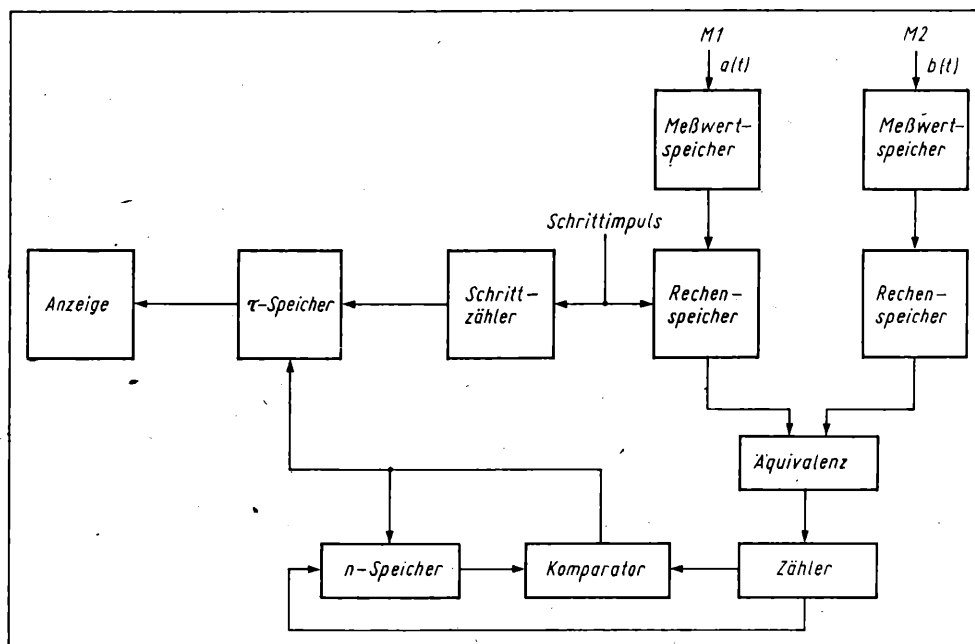 M1
M2
a(t)
b(t)
Meßwert-
speicher
Meßwert-
speicher
Schrittimpuls
Anzeige
τ-Speicher
Schritt-
zähler
Rechen-
speicher
Rechen-
speicher
Äquivalenz
n-Speicher
Komparator
Zähler